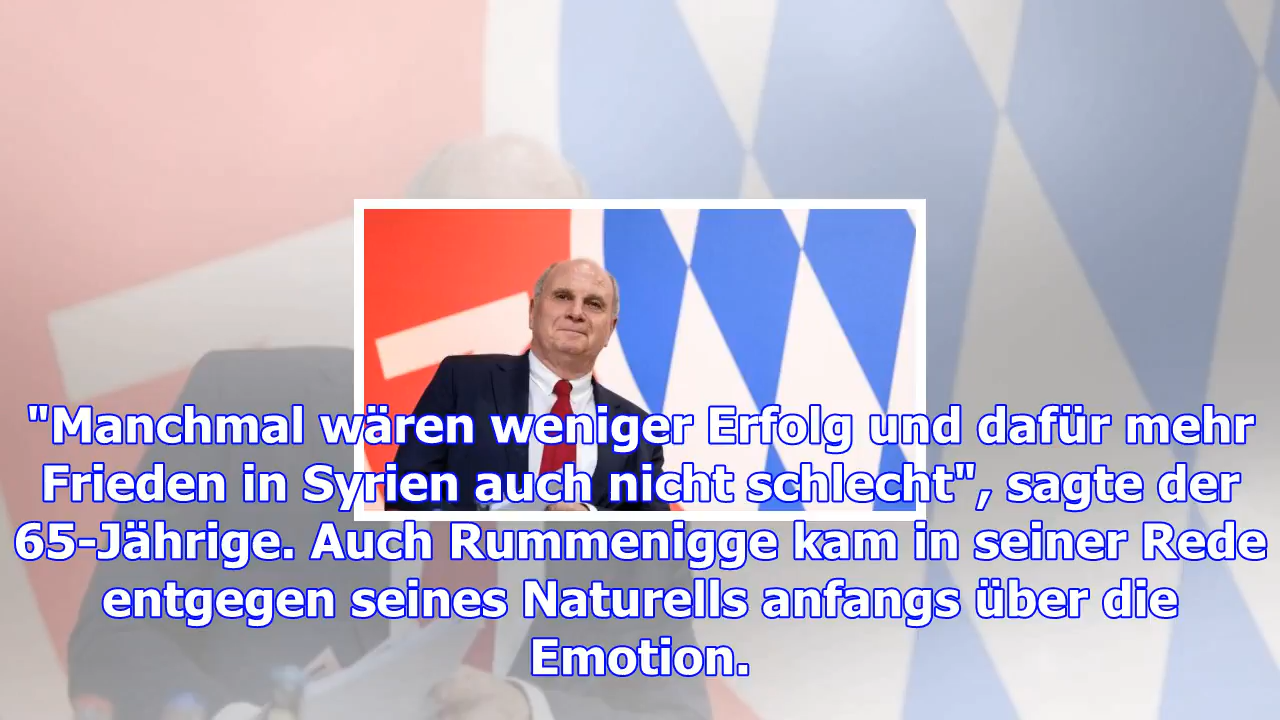 "Manchmal wären weniger Erfolg und dafür mehr
Frieden in Syrien auch nicht schlecht", sagte der
65-Jährige. Auch Rummenigge kam in seiner Rede
entgegen seines Naturells anfangs über die
Emotion.